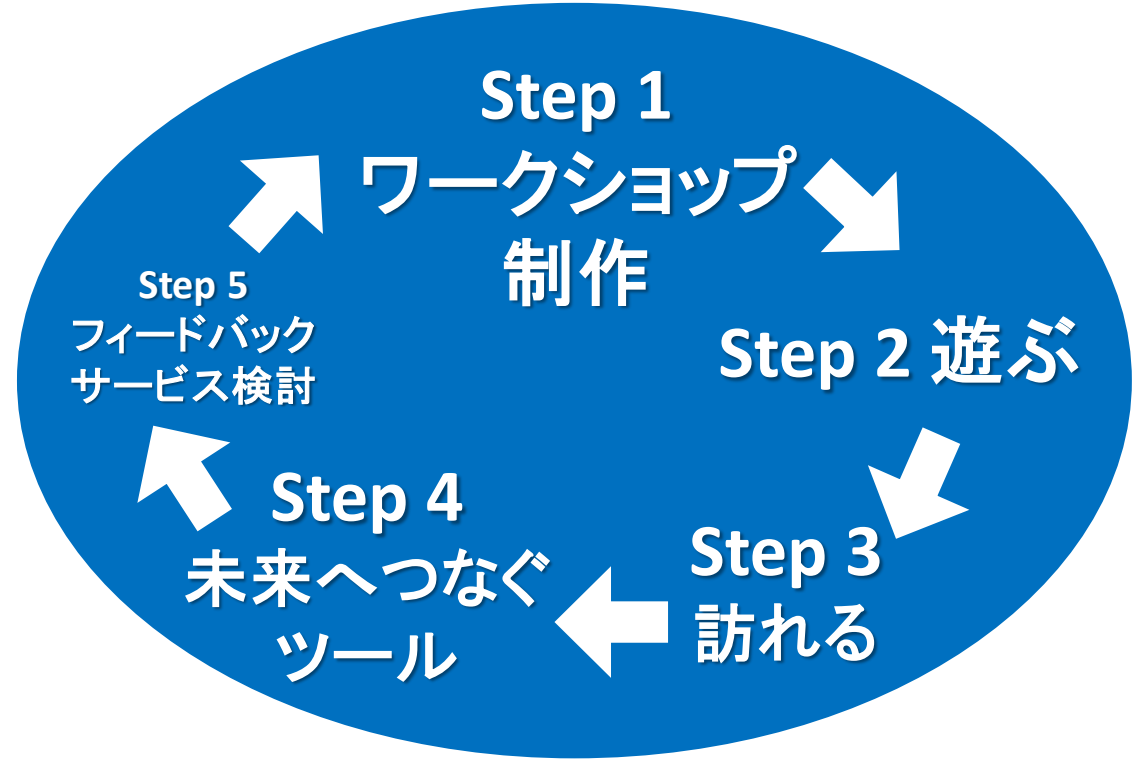 Step 1
ワークショップ
制作
Step 2 遊ぶ
Step 3
訪れる
Step 4
未来へつなぐ
ツール
Step 5
フィードバック
サービス検討